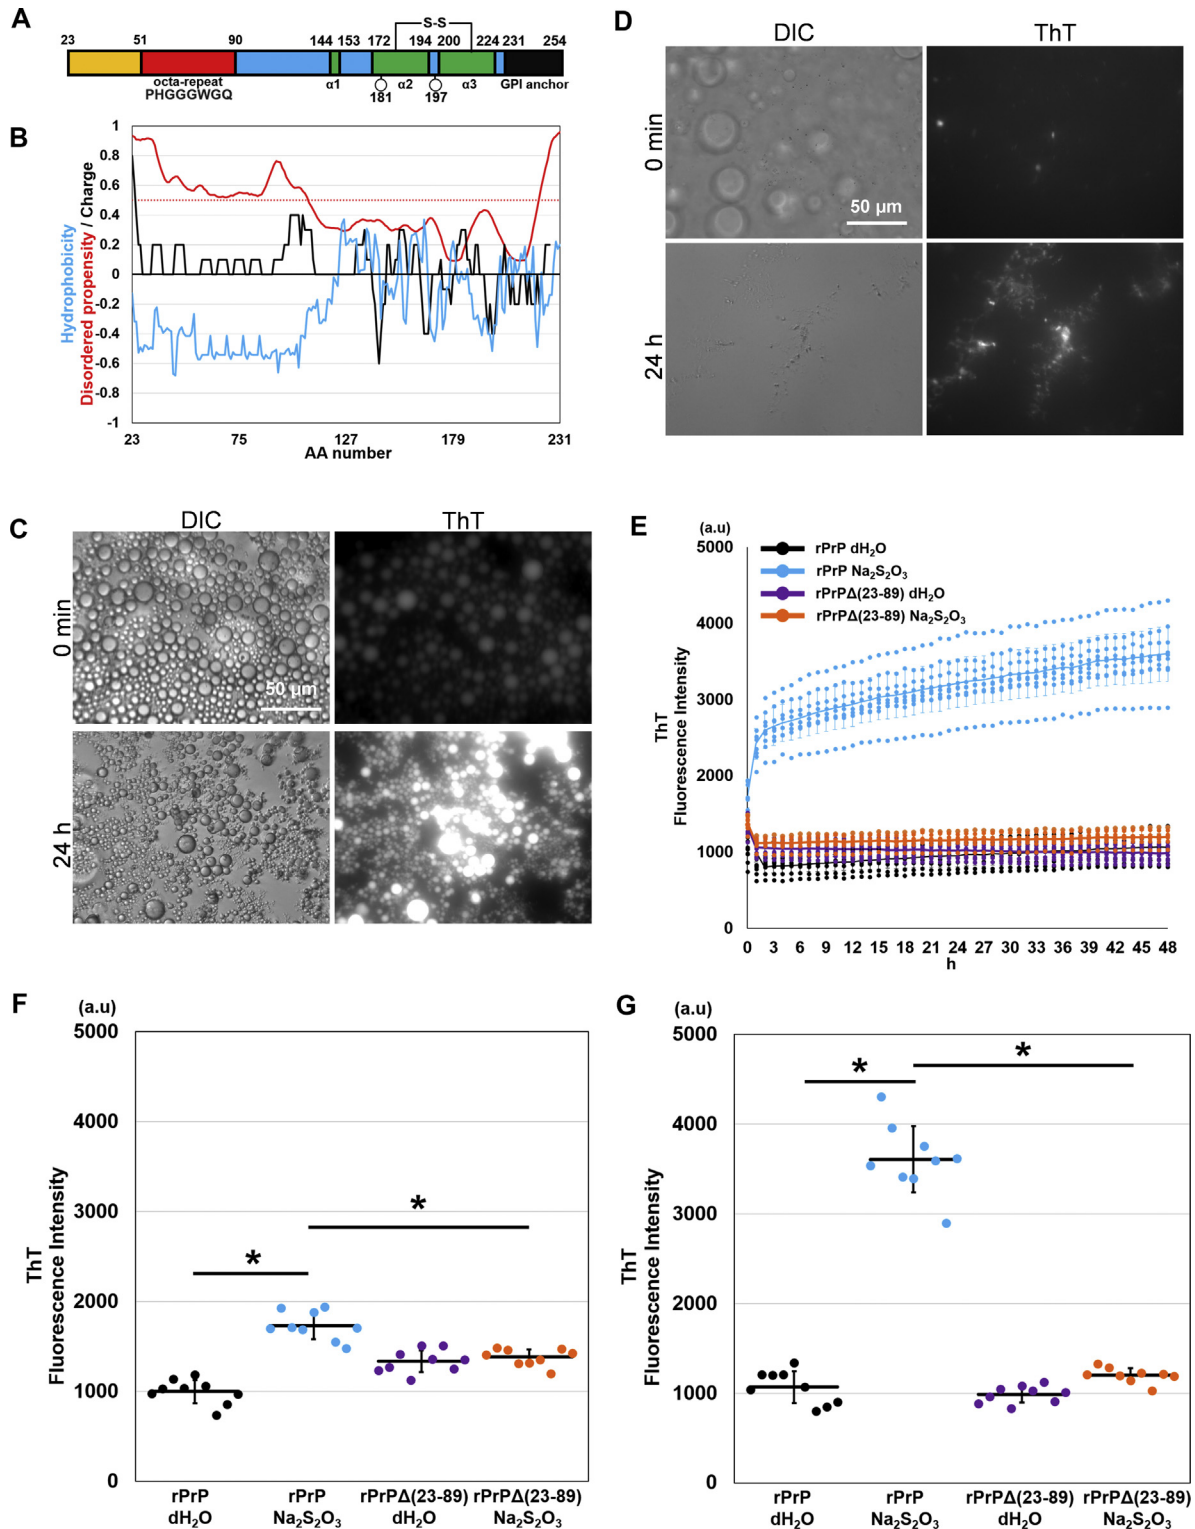 A
S-S
23 51 90 144 153 172 194 200 224 231 254
octa-repeat
PHGGGWGQ
α1 α2 α3 GPI anchor
181 197
B
Hydrophobicity
Disordered propensity / Charge
1
0.8
0.6
0.4
0.2
0
-0.2
-0.4
-0.6
-0.8
-1
23 75 127 179 231
AA number
C
DIC ThT
0 min
50 µm
24 h
D
DIC ThT
0 min
50 µm
24 h
E
(a.u)
ThT
Fluorescence Intensity
5000
4000
3000
2000
1000
0
rPrP dH₂O
rPrP Na₂S₂O₃
rPrPΔ(23-89) dH₂O
rPrPΔ(23-89) Na₂S₂O₃
0 3 6 9 12 15 18 21 24 27 30 33 36 39 42 45 48
h
F
(a.u)
ThT
Fluorescence Intensity
5000
4000
3000
2000
1000
0
*
*
rPrP rPrP rPrPΔ(23-89) rPrPΔ(23-89)
dH₂O Na₂S₂O₃ dH₂O Na₂S₂O₃
G
(a.u)
ThT
Fluorescence Intensity
5000
4000
3000
2000
1000
0
*
*
rPrP rPrP rPrPΔ(23-89) rPrPΔ(23-89)
dH₂O Na₂S₂O₃ dH₂O Na₂S₂O₃